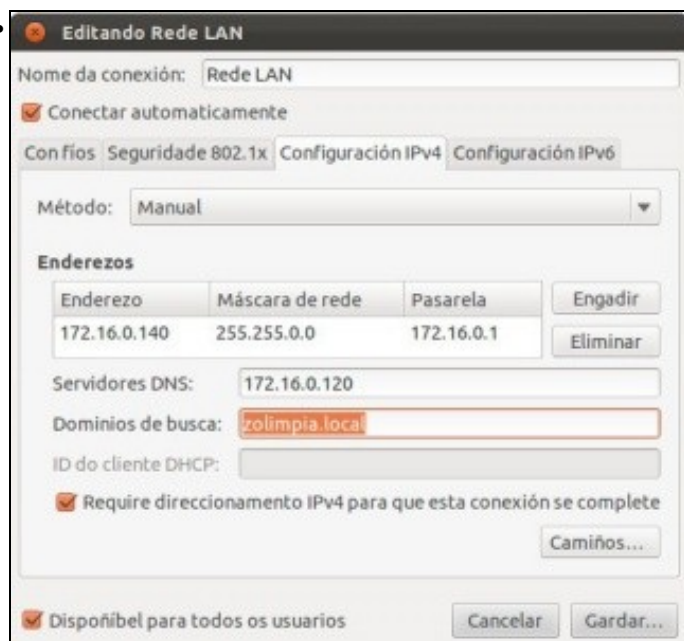 Editando Rede LAN
Nome da conexión: Rede LAN
Conectar automaticamente
Con fíos Seguridade 802.1x Configuración IPv4 Configuración IPv6
Método: Manual
Enderezos
Enderezo Máscara de rede Pasarela Engadir
172.16.0.140 255.255.0.0 172.16.0.1 Eliminar
Servidores DNS: 172.16.0.120
Dominios de busca: zolimpia.local
ID do cliente DHCP:
Require direccionamento IPv4 para que esta conexión se complete
Camiños...
Dispoñíbel para todos os usuarios Cancelar Gardar...